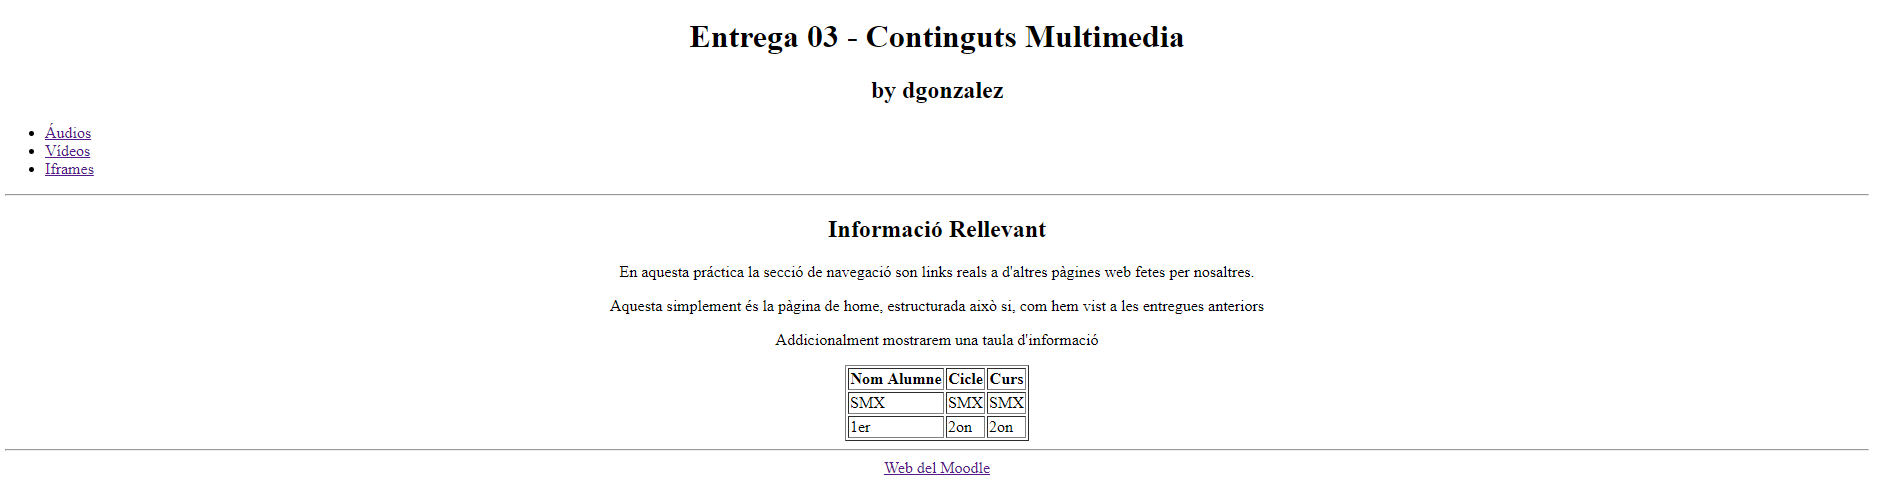 Entrega 03 - Continguts Multimedia
by dgonzalez
Áudios
Vídeos
Iframes
Informació Rellevant
En aquesta práctica la secció de navegació son links reals a d'altres pàgines web fetes per nosaltres.
Aquesta simplement és la pàgina de home, estructurada això si, com hem vist a les entregues anteriors
Addicionalment mostrarem una taula d'informació
Nom Alumne Cicle Curs
SMX SMX SMX
1er 2on 2on
Web del Moodle